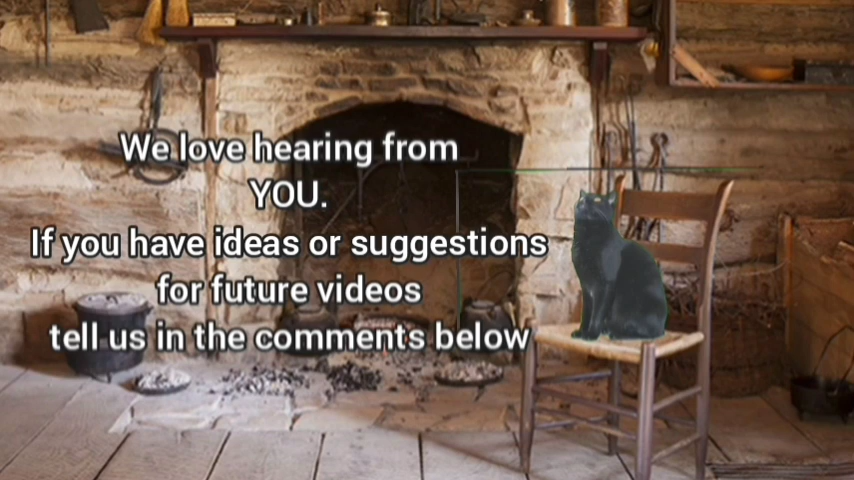 We love hearing from
YOU.
If you have ideas or suggestions
for future videos
tell us in the comments below